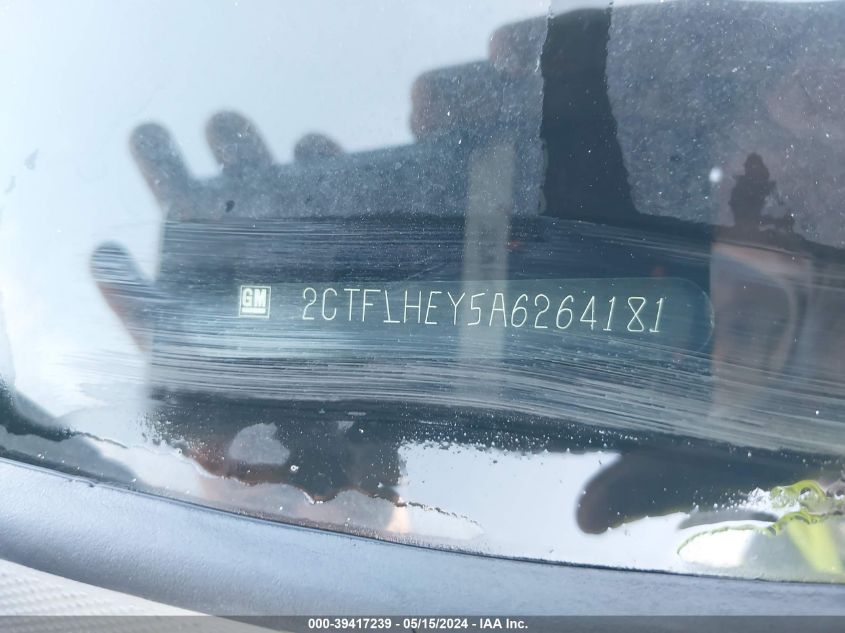 GM 2CTFLHEY5A6264181
000-39417239 - 05/15/2024 - IAA Inc.